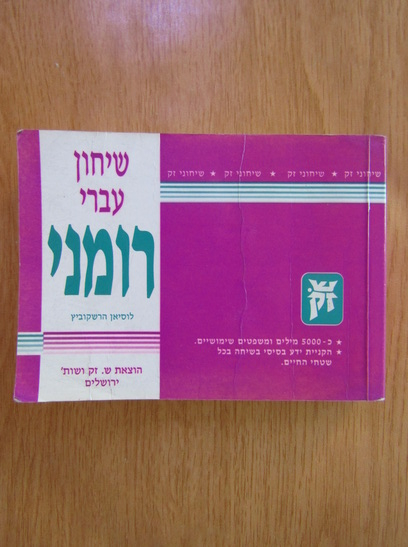 שיחוני זק ★ שיחוני זק ★ שיחוני זק ★ שיחוני זק
שיחון
עברי
רומני
לוסיאן הרשקוביץ
הוצאת ש. זק ושות'
ירושלים
ש. זק
★ כ-5000 מילים ומשפטים שימושיים.
★ הקניית ידע בסיסי בשיחה בכל
שטחי החיים.